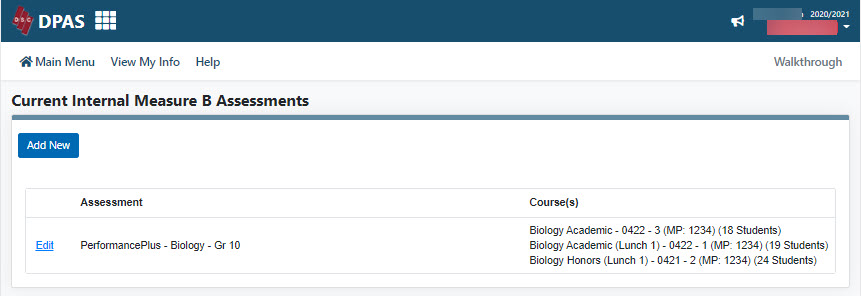 DSC DPAS 2020/2021
Main Menu View My Info Help Walkthrough
Current Internal Measure B Assessments
Add New
Assessment Course(s)
Edit PerformancePlus - Biology - Gr 10
Biology Academic - 0422 - 3 (MP: 1234) (18 Students)
Biology Academic (Lunch 1) - 0422 - 1 (MP: 1234) (19 Students)
Biology Honors (Lunch 1) - 0421 - 2 (MP: 1234) (24 Students)